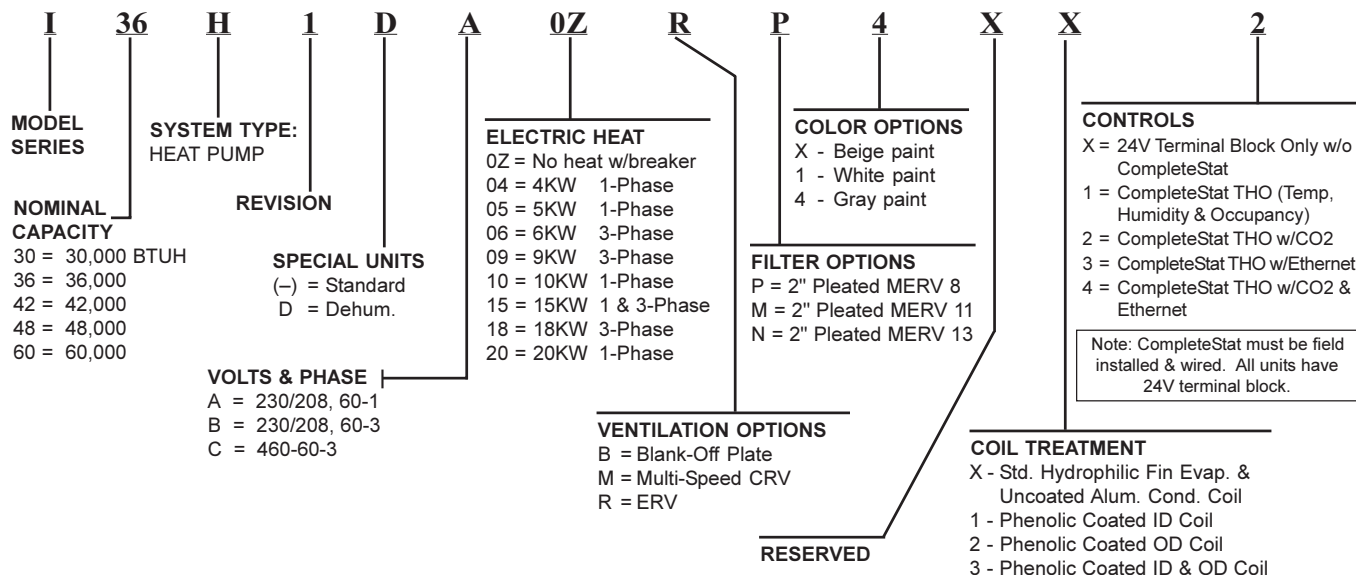 I 36 H 1 D A 0Z R P 4 X X 2
MODEL
SERIES
SYSTEM TYPE:
HEAT PUMP
NOMINAL
CAPACITY
30 = 30,000 BTUH
36 = 36,000
42 = 42,000
48 = 48,000
60 = 60,000
REVISION
SPECIAL UNITS
(–) = Standard
D = Dehum.
VOLTS & PHASE
A = 230/208, 60-1
B = 230/208, 60-3
C = 460-60-3
ELECTRIC HEAT
0Z = No heat w/breaker
04 = 4KW 1-Phase
05 = 5KW 1-Phase
06 = 6KW 3-Phase
09 = 9KW 3-Phase
10 = 10KW 1-Phase
15 = 15KW 1 & 3-Phase
18 = 18KW 3-Phase
20 = 20KW 1-Phase
VENTILATION OPTIONS
B = Blank-Off Plate
M = Multi-Speed CRV
R = ERV
COLOR OPTIONS
X - Beige paint
1 - White paint
4 - Gray paint
FILTER OPTIONS
P = 2" Pleated MERV 8
M = 2" Pleated MERV 11
N = 2" Pleated MERV 13
RESERVED
CONTROLS
X = 24V Terminal Block Only w/o
CompleteStat
1 = CompleteStat THO (Temp,
Humidity & Occupancy)
2 = CompleteStat THO w/CO2
3 = CompleteStat THO w/Ethernet
4 = CompleteStat THO w/CO2 &
Ethernet
Note: CompleteStat must be field
installed & wired. All units have
24V terminal block.
COIL TREATMENT
X - Std. Hydrophilic Fin Evap. &
Uncoated Alum. Cond. Coil
1 - Phenolic Coated ID Coil
2 - Phenolic Coated OD Coil
3 - Phenolic Coated ID & OD Coil